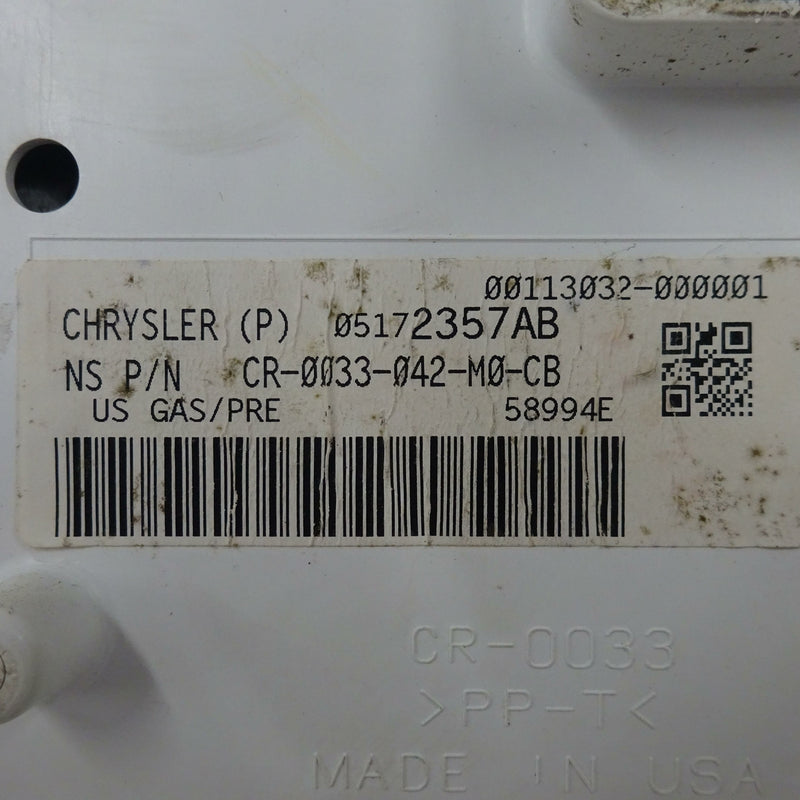 00113032-000001
CHRYSLER (P) 05172357AB
NS P/N CR-0033-042-M0-CB
US GAS/PRE 58994E
CR-0033
>PP-T<
MADE IN USA